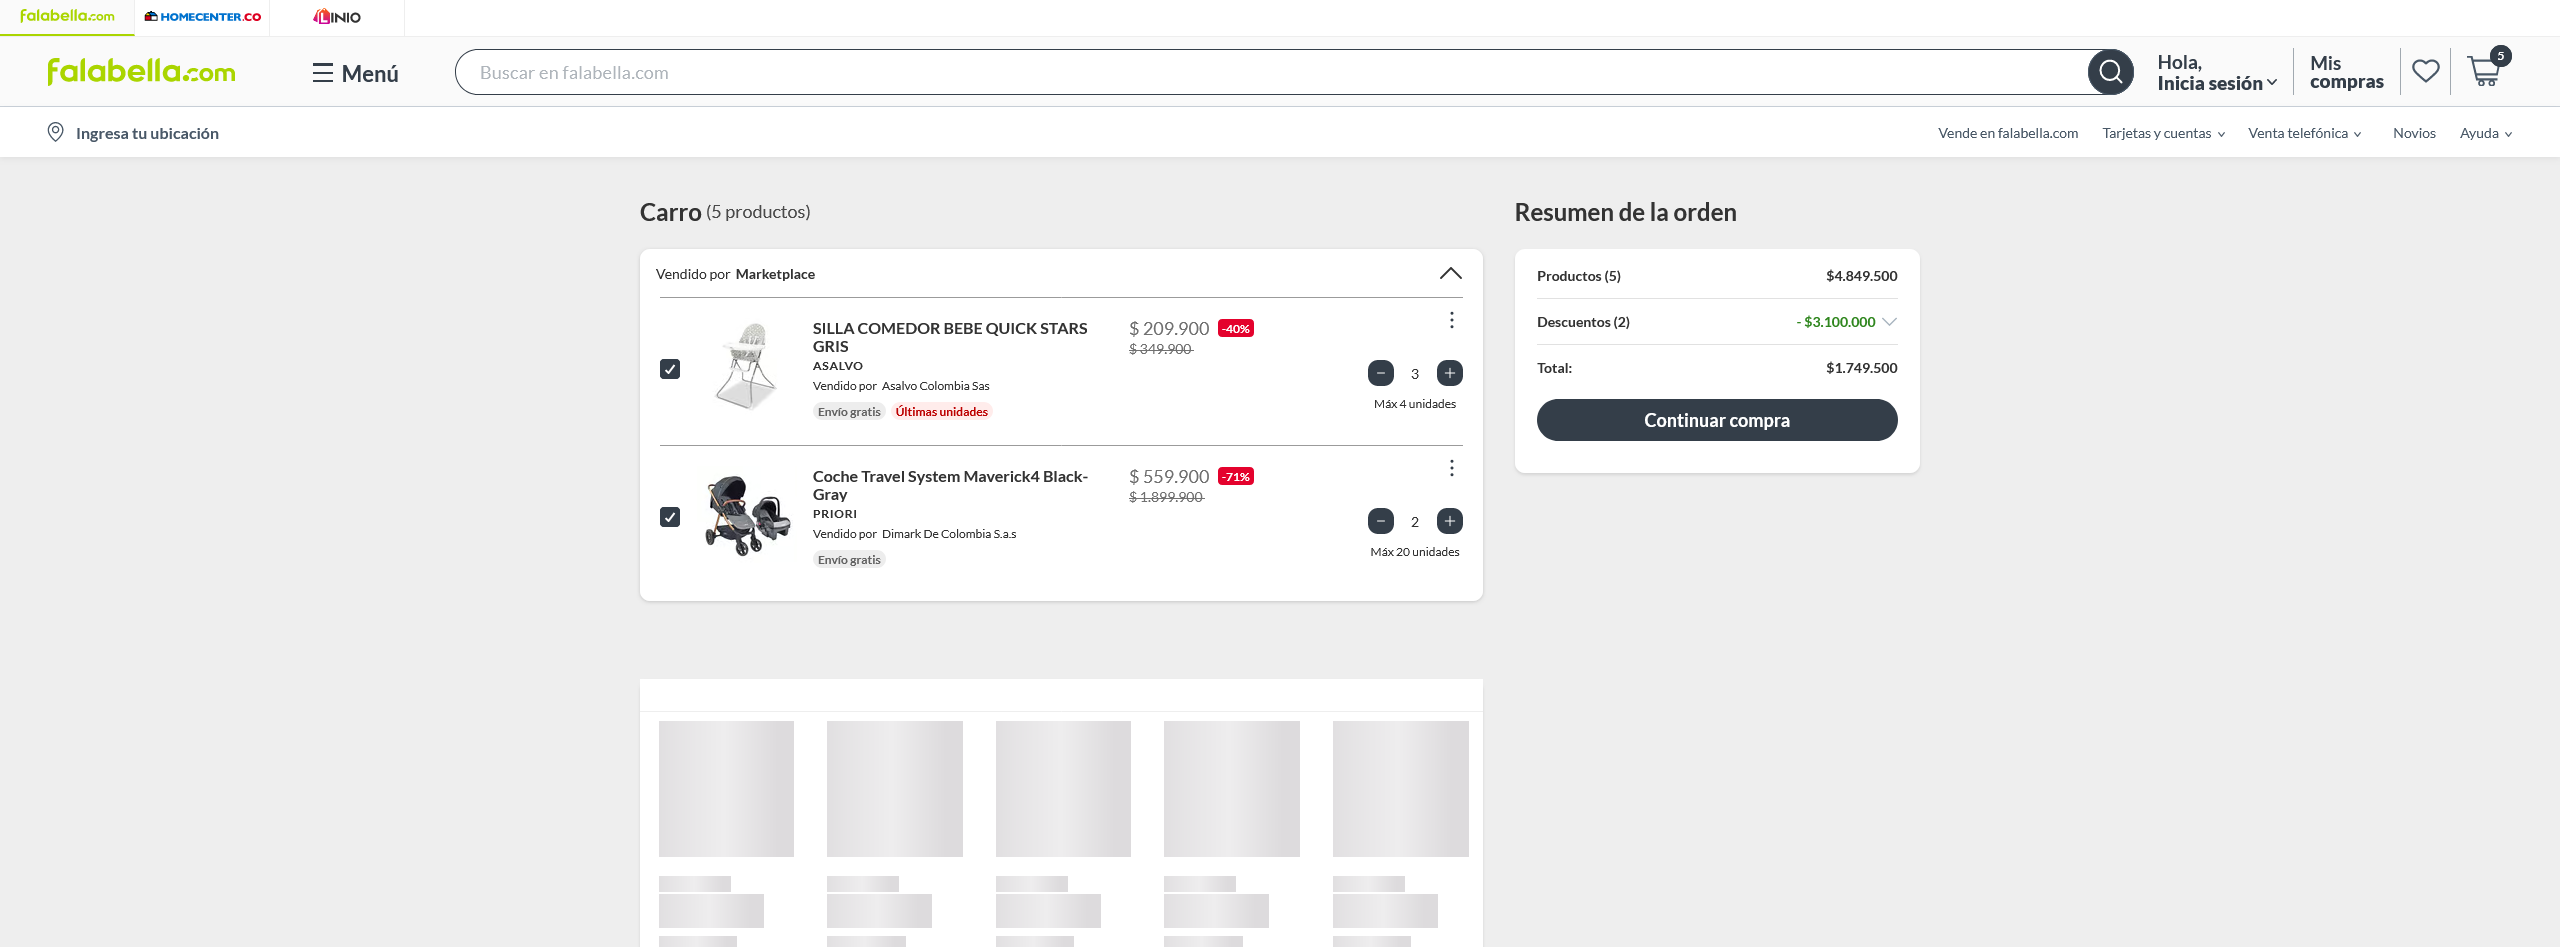 falabella.com
HOMECENTER.CO
LINIO
falabella.com
Menú
Buscar en falabella.com
Hola,
Inicia sesión
Mis
compras
5
Ingresa tu ubicación
Vende en falabella.com
Tarjetas y cuentas
Venta telefónica
Novios
Ayuda
Carro (5 productos)
Vendido por Marketplace
SILLA COMEDOR BEBE QUICK STARS
GRIS
ASALVO
Vendido por Asalvo Colombia Sas
Envío gratis
Últimas unidades
$ 209.900 -40%
$ 349.900
3
Máx 4 unidades
Coche Travel System Maverick4 Black-
Gray
PRIORI
Vendido por Dimark De Colombia S.a.s
Envío gratis
$ 559.900 -71%
$ 1.899.900
2
Máx 20 unidades
Resumen de la orden
Productos (5) $4.849.500
Descuentos (2) - $3.100.000
Total: $1.749.500
Continuar compra